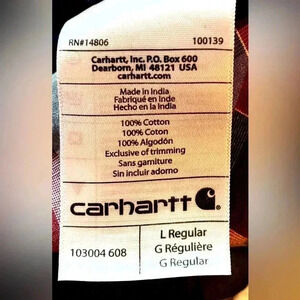 RN#14806 100139
Carhartt, Inc. P.O. Box 600
Dearborn, MI 48121 USA
carhartt.com
Made in India
Fabriqué en Inde
Hecho en la India
100% Cotton
100% Coton
100% Algodón
Exclusive of trimming
Sans garniture
Sin incluir adorno
carhartt
103004 608
L Regular
G Régulière
G Regular